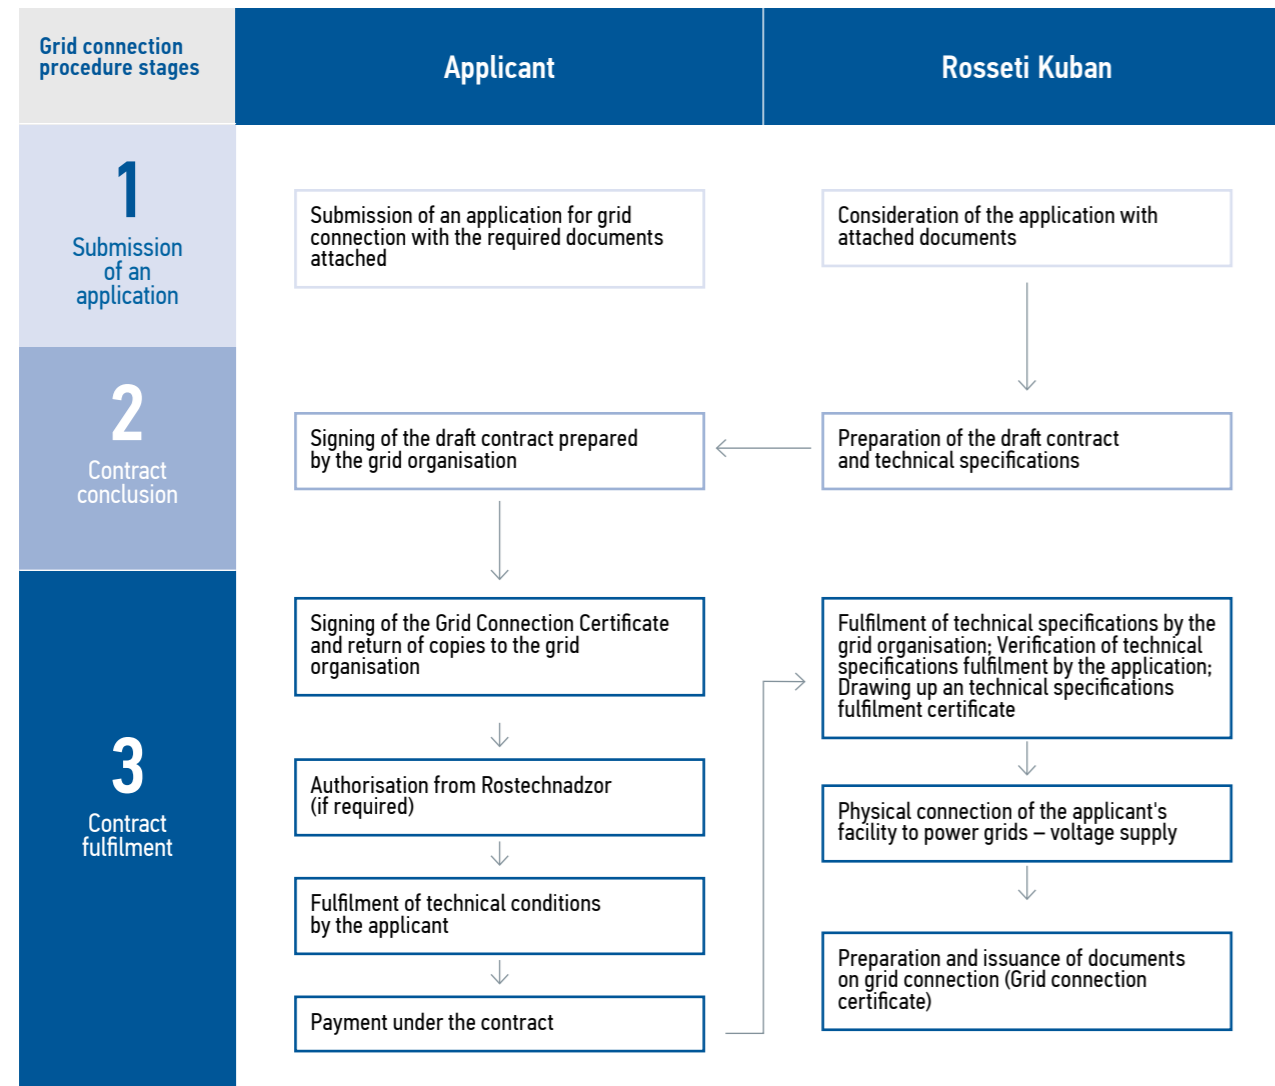 Grid connection
procedure stages
Applicant
Rosseti Kuban
1
Submission
of an
application
Submission of an application for grid
connection with the required documents
attached
Consideration of the application with
attached documents
2
Contract
conclusion
Signing of the draft contract prepared
by the grid organisation
Preparation of the draft contract
and technical specifications
3
Contract
fulfilment
Signing of the Grid Connection Certificate
and return of copies to the grid
organisation
Authorisation from Rostechnadzor
(if required)
Fulfilment of technical conditions
by the applicant
Payment under the contract
Fulfilment of technical specifications by the
grid organisation; Verification of technical
specifications fulfilment by the application;
Drawing up an technical specifications
fulfilment certificate
Physical connection of the applicant's
facility to power grids – voltage supply
Preparation and issuance of documents
on grid connection (Grid connection
certificate)